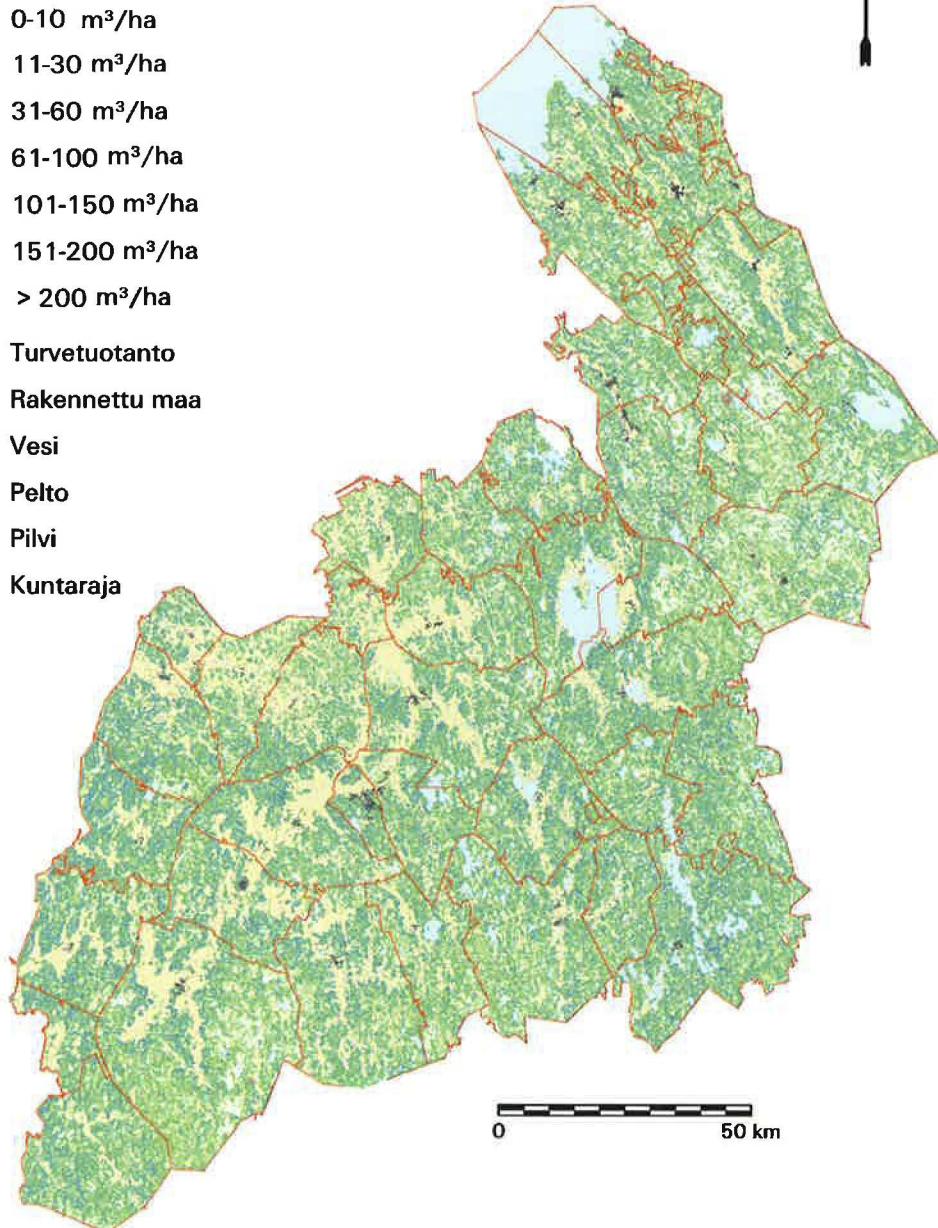 0-10 m³/ha
11-30 m³/ha
31-60 m³/ha
61-100 m³/ha
101-150 m³/ha
151-200 m³/ha
> 200 m³/ha
Turvetuotanto
Rakennettu maa
Vesi
Pelto
Pilvi
Kuntaraja
0 50 km